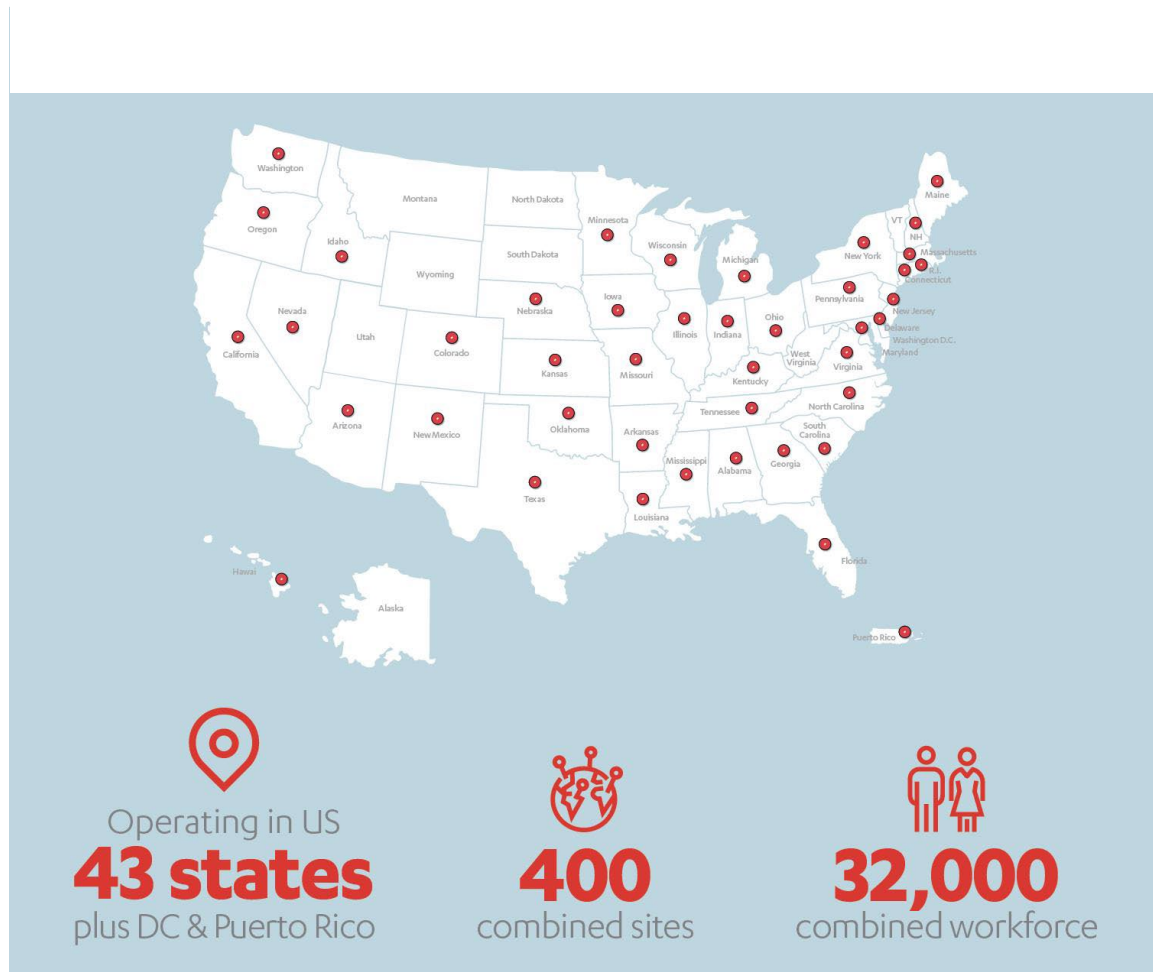 Washington
Montana
North Dakota
Maine
Minnesota
VT
Oregon
NH
Idaho
Wisconsin
South Dakota
New York
Massachusetts
Michigan
R.I.
Wyoming
Connecticut
Iowa
Pennsylvania
Nevada
Nebraska
New Jersey
Ohio
Utah
Illinois
Indiana
Delaware
Washington D.C.
California
Colorado
West
Virginia
Maryland
Virginia
Kansas
Missouri
Kentucky
North Carolina
Tennessee
Arizona
New Mexico
Oklahoma
Arkansas
South
Carolina
Mississippi
Alabama
Georgia
Texas
Louisiana
Florida
Hawai
Alaska
Puerto Rico
Operating in US
43 states
plus DC & Puerto Rico
400
combined sites
32,000
combined workforce